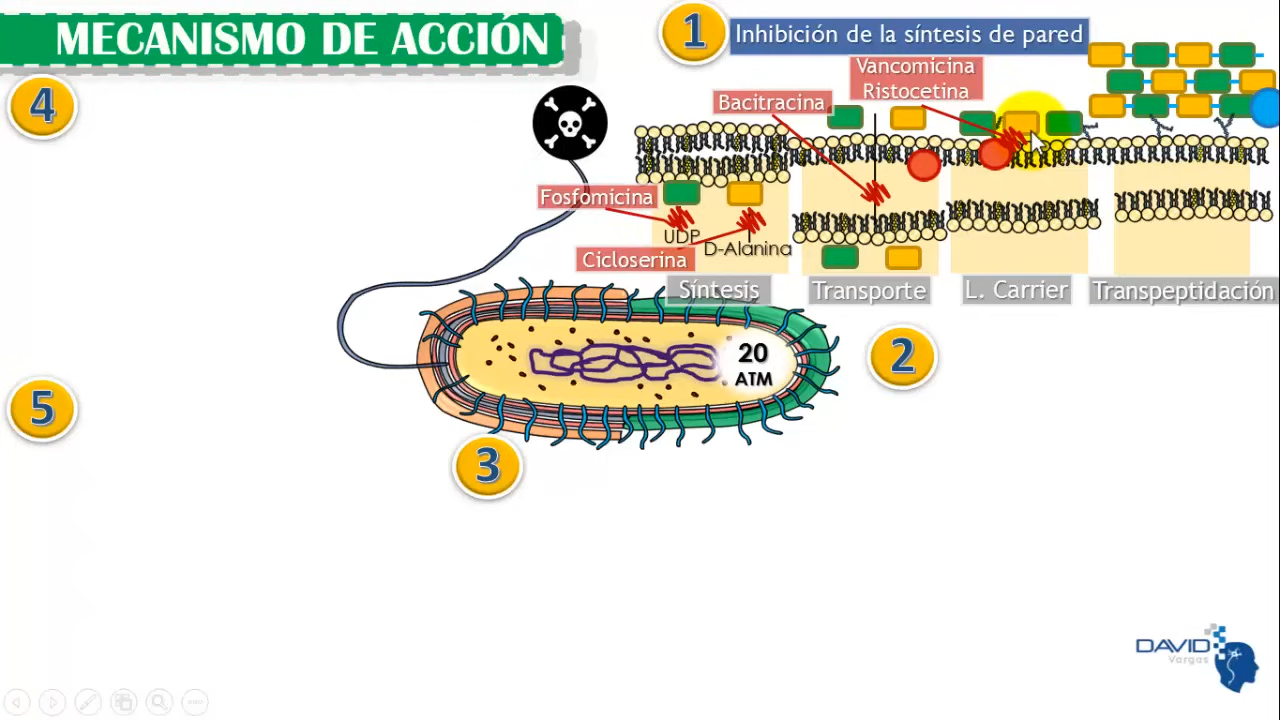 MECANISMO DE ACCIÓN
1
Inhibición de la síntesis de pared
4
Vancomicina
Ristocetina
Bacitracina
Fosfomicina
UDP
D-Alanina
Cicloserina
Síntesis
Transporte
L. Carrier
Transpeptidación
20
ATM
2
5
3
DAVID
Vargas